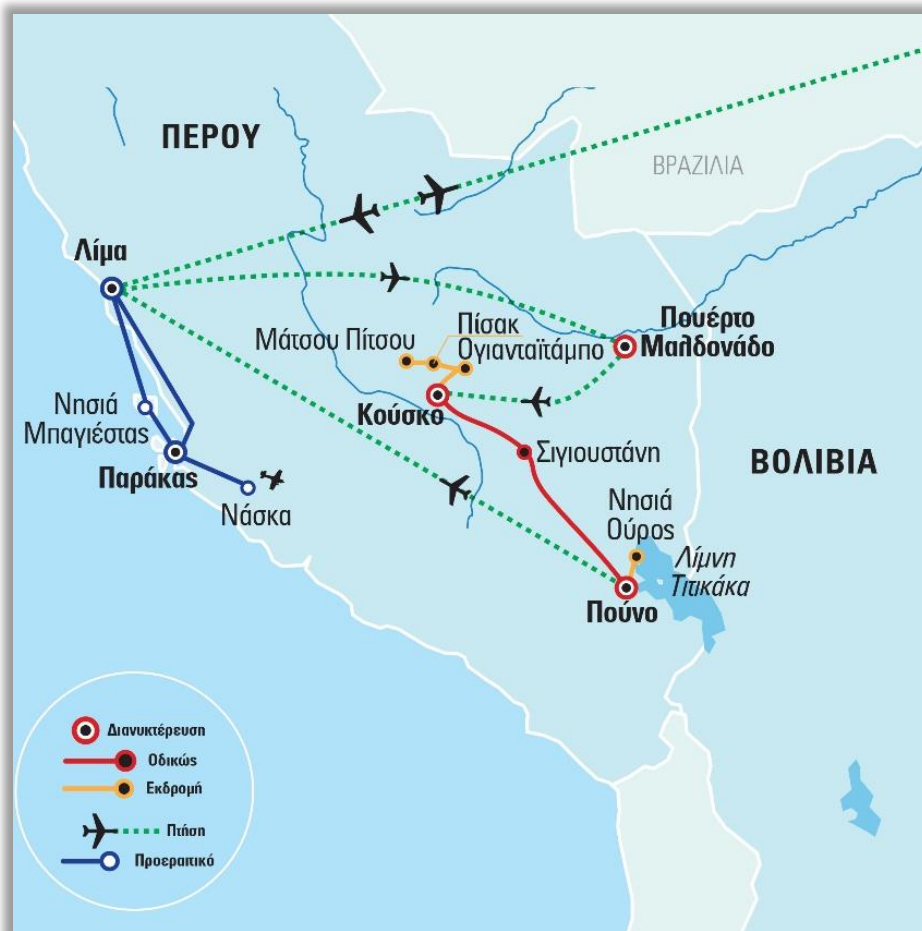 ΠΕΡΟΥ
ΒΡΑΖΙΛΙΑ
Λίμα
Μάτσου Πίτσου
Πίσακ
Ογιανταϊτάμπο
Πουέρτο
Μαλδονάδο
Κούσκο
Νησιά
Μπαγιέστας
Παράκας
Νάσκα
Σιγιουστάνη
ΒΟΛΙΒΙΑ
Νησιά
Ούρος
Λίμνη
Τιτικάκα
Πούνο
Διανυκτέρευση
Οδικώς
Εκδρομή
Πτήση
Προεραιτικό